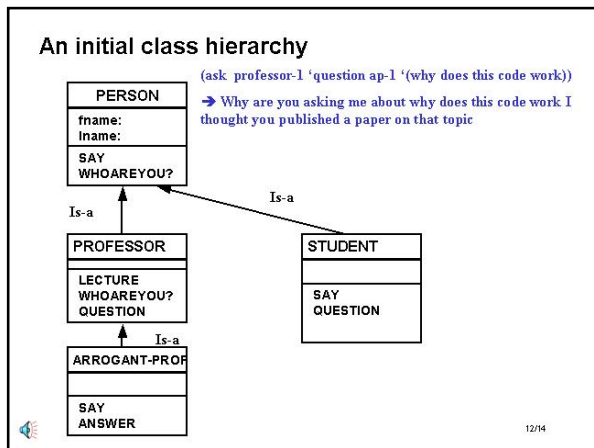 An initial class hierarchy
(ask professor-1 ‘question ap-1 ‘(why does this code work))
➔ Why are you asking me about why does this code work I
thought you published a paper on that topic
PERSON
fname:
lname:
SAY
WHOAREYOU?
Is-a
Is-a
PROFESSOR
LECTURE
WHOAREYOU?
QUESTION
STUDENT
SAY
QUESTION
Is-a
ARROGANT-PROF
SAY
ANSWER
12/14